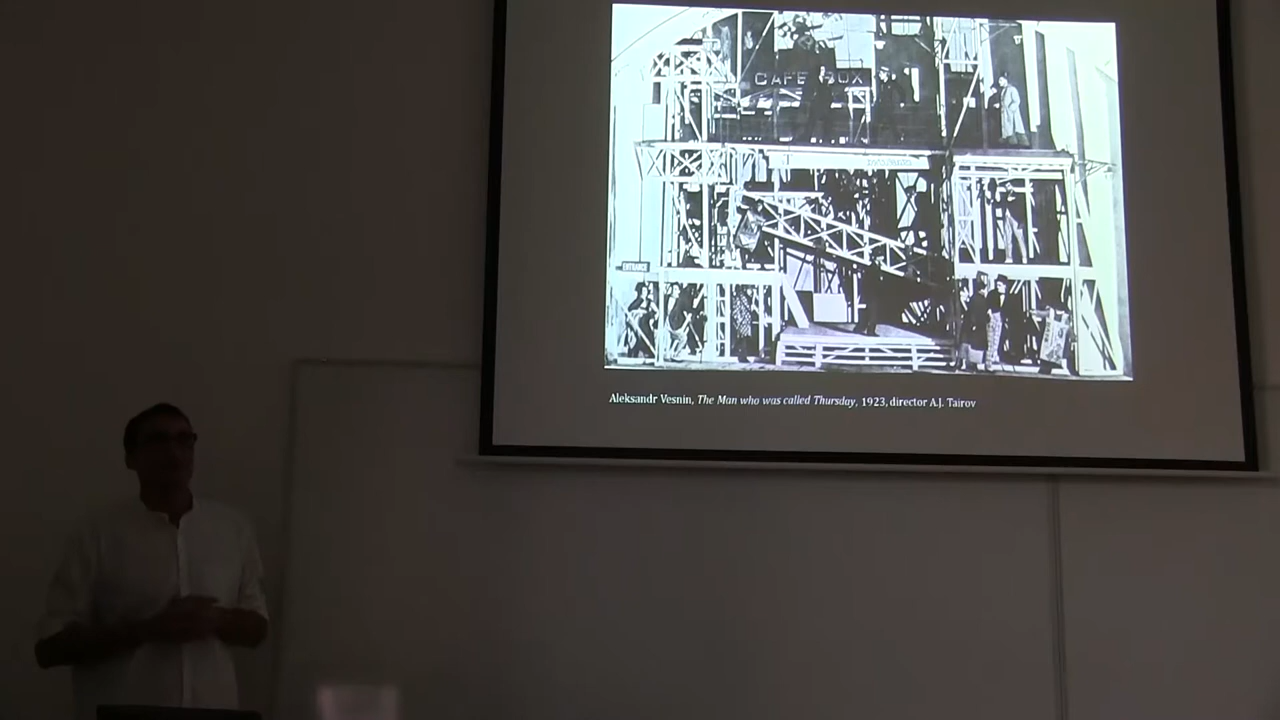 CAFE BOX
ENTRANCE
Aleksandr Vesnin, The Man who was called Thursday, 1923, director A.J. Tairov